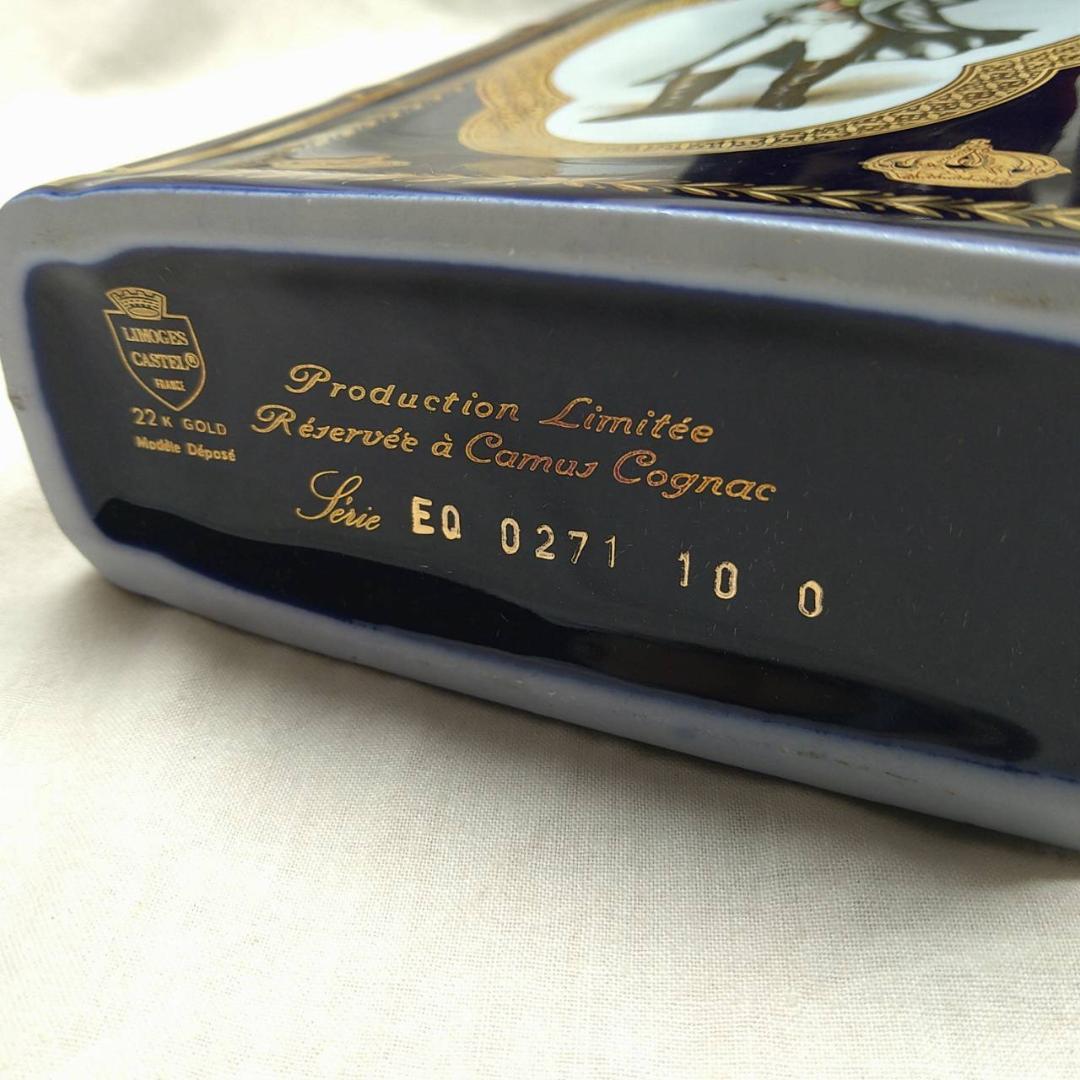 LIMOGES
CASTEL®
FRANCE
22 K GOLD
Modèle Déposé
Production Limitée
Réservée à Camus Cognac
Série EQ 0271 10 0